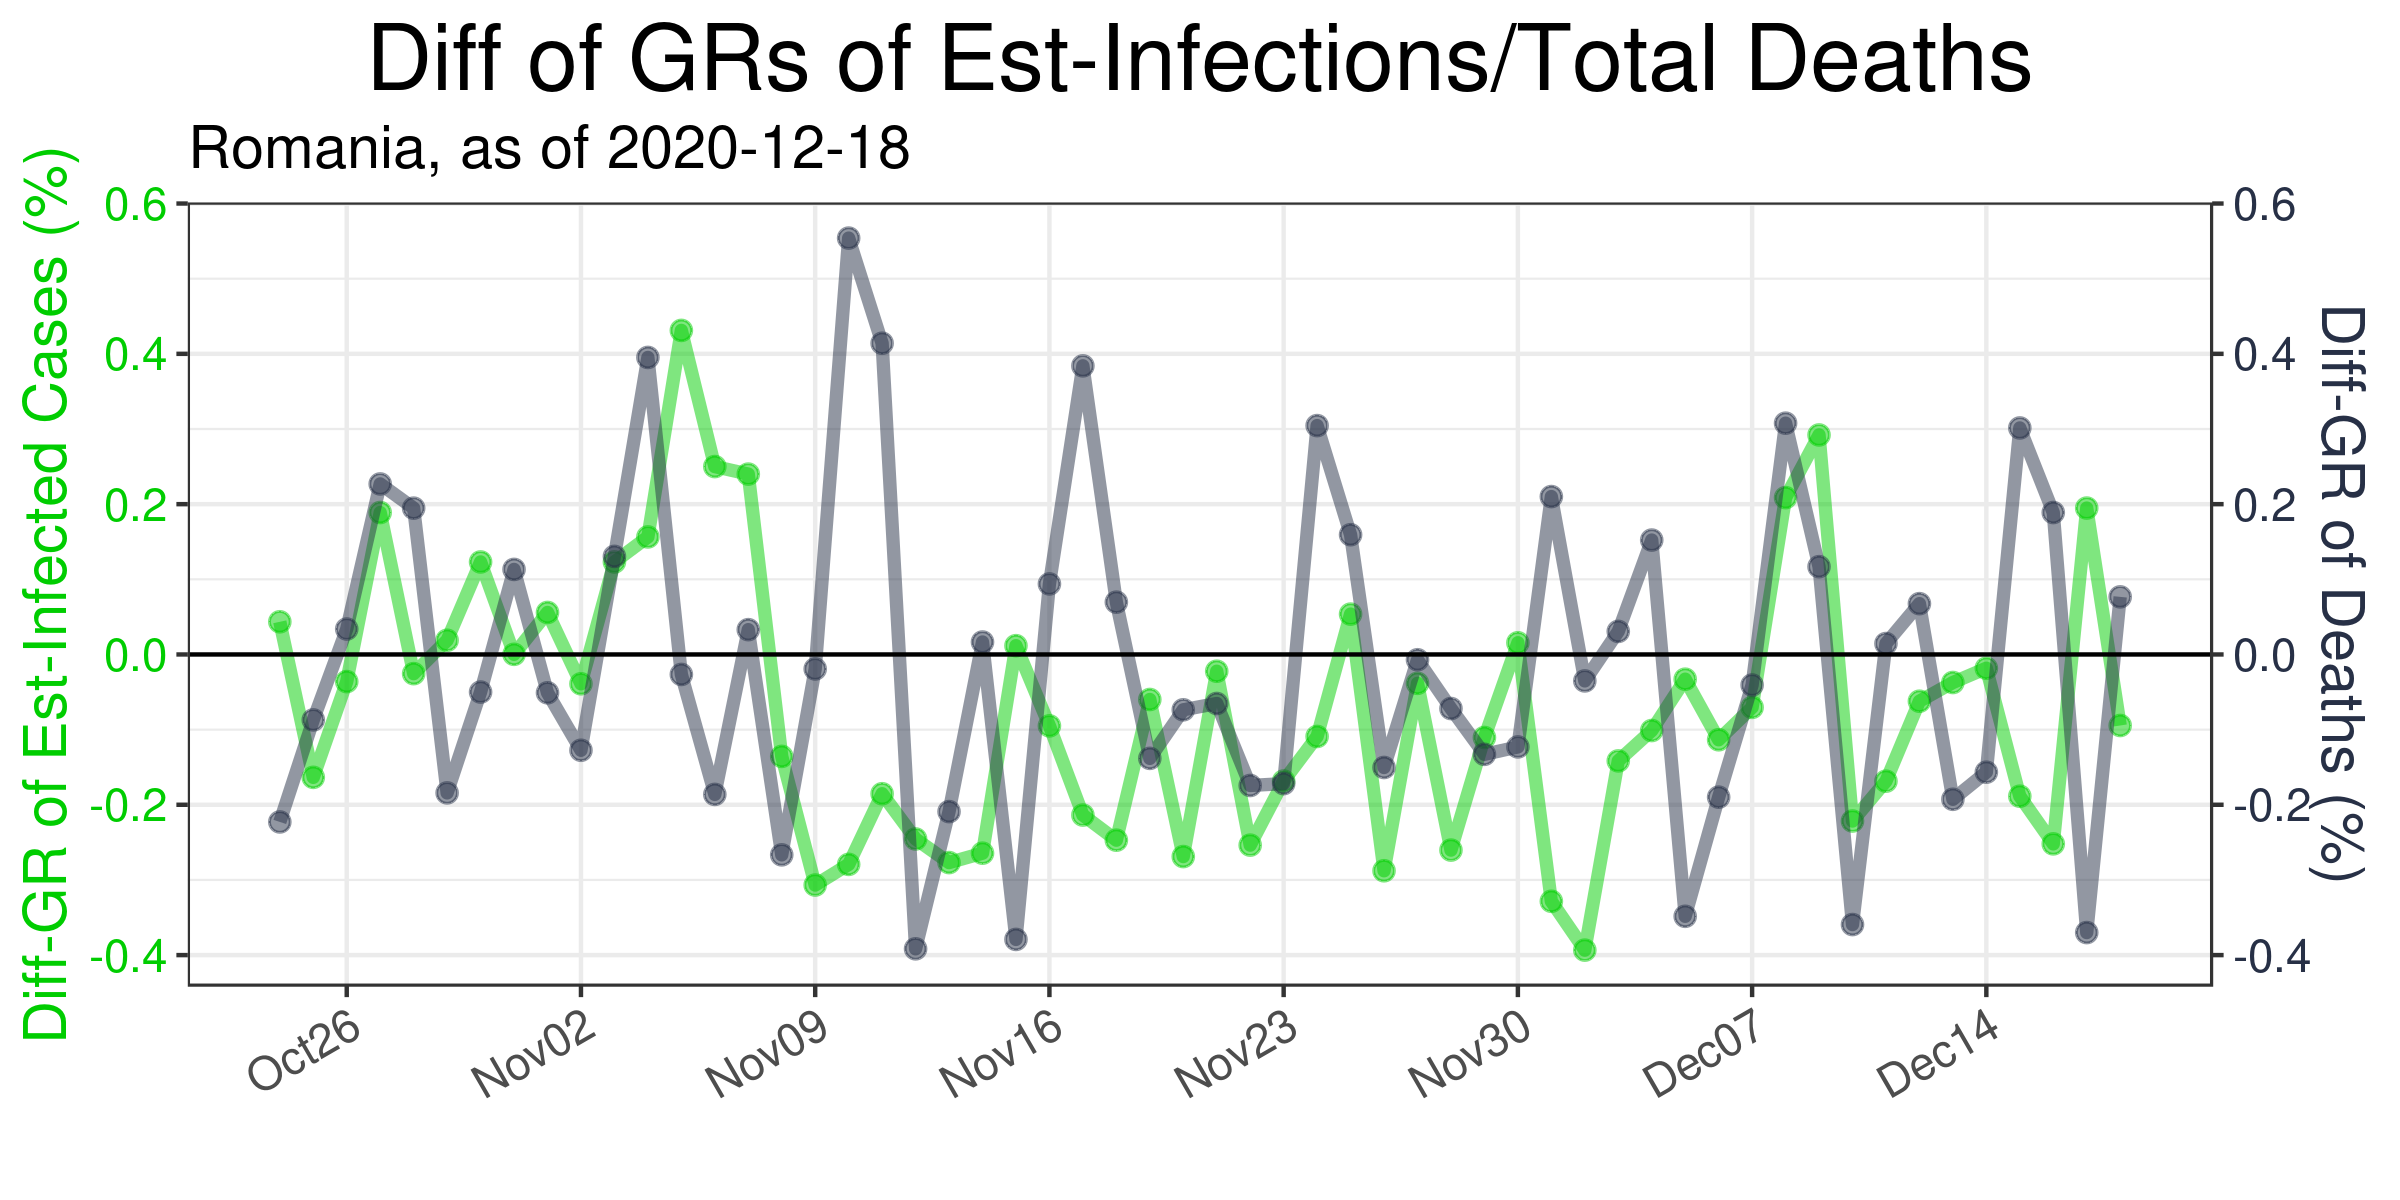 Diff of GRs of Est-Infections/Total Deaths
Romania, as of 2020-12-18
Diff-GR of Est-Infected Cases (%)
0.6
0.4
0.2
0.0
-0.2
-0.4
0.6
0.4
0.2
0.0
-0.2
-0.4
Diff-GR of Deaths (%)
Oct26
Nov02
Nov09
Nov16
Nov23
Nov30
Dec07
Dec14